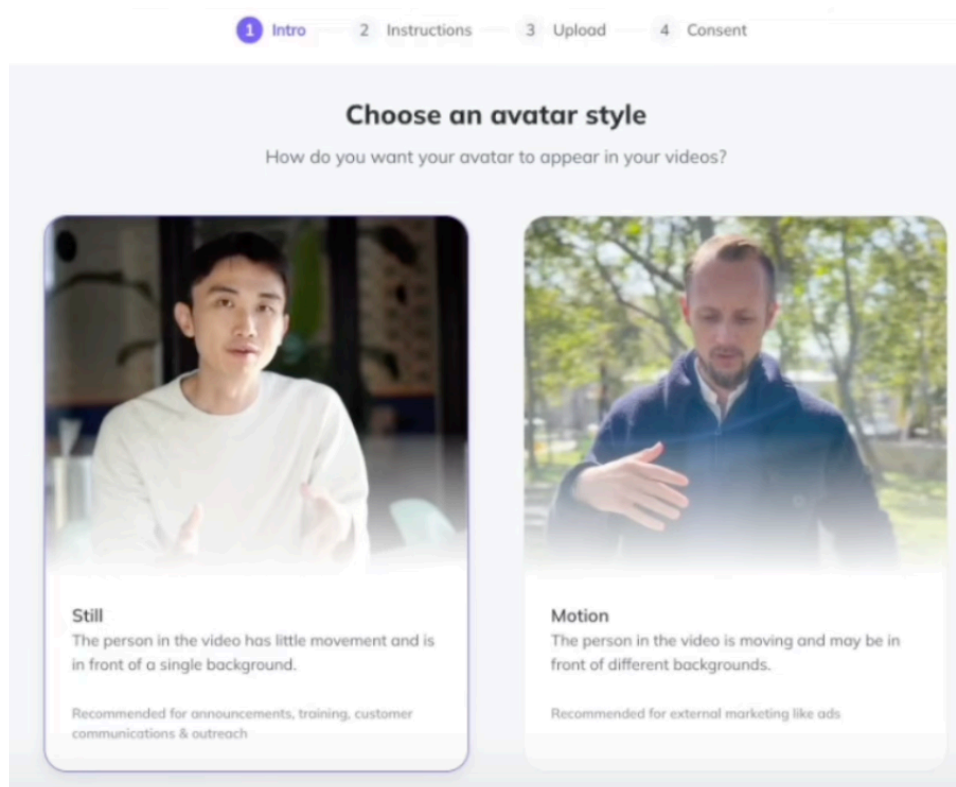 1 Intro 2 Instructions 3 Upload 4 Consent
Choose an avatar style
How do you want your avatar to appear in your videos?
Still
The person in the video has little movement and is
in front of a single background.
Recommended for announcements, training, customer
communications & outreach
Motion
The person in the video is moving and may be in
front of different backgrounds.
Recommended for external marketing like ads